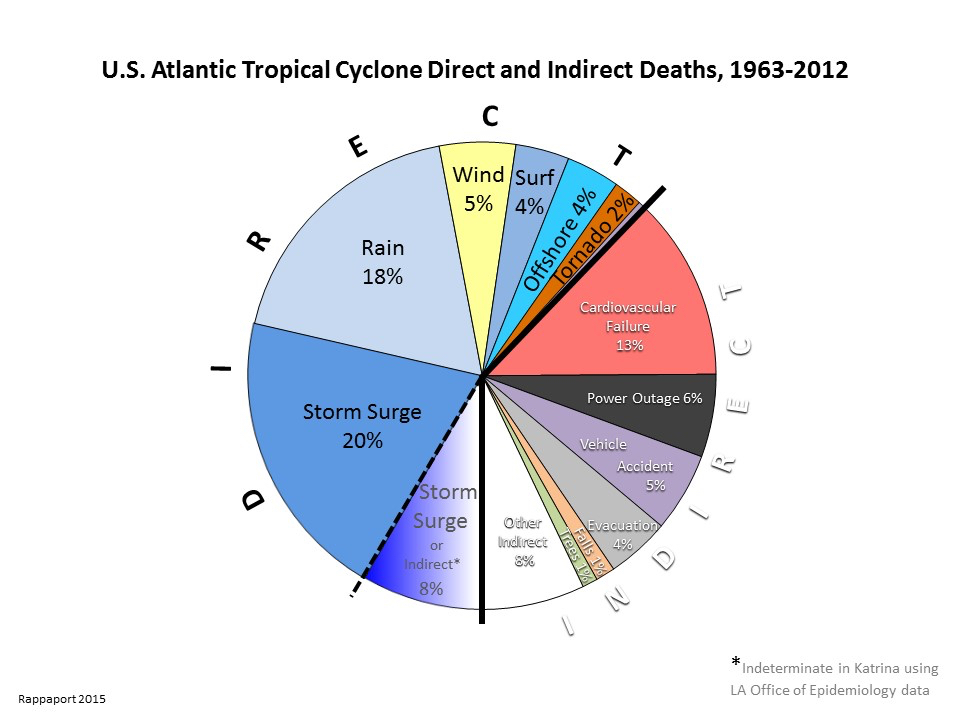 U.S. Atlantic Tropical Cyclone Direct and Indirect Deaths, 1963-2012
D I R E C T
Wind
5%
Surf
4%
Offshore 4%
Tornado 2%
Rain
18%
Storm Surge
20%
Storm
Surge
or
Indirect*
8%
Cardiovascular
Failure
13%
Power Outage 6%
Vehicle
Accident
5%
Evacuation
4%
Falls 1%
Trees 1%
Other
Indirect
8%
I N D I R E C T
*Indeterminate in Katrina using
LA Office of Epidemiology data
Rappaport 2015